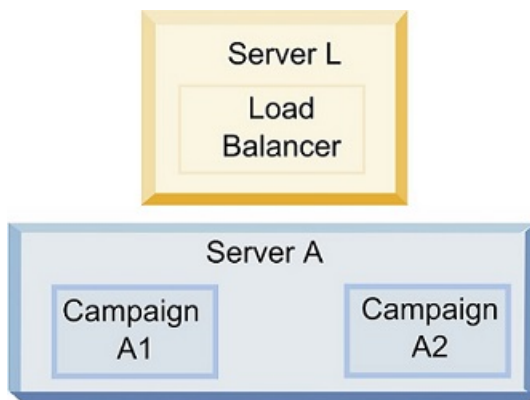 Server L
Load
Balancer
Server A
Campaign
A1
Campaign
A2